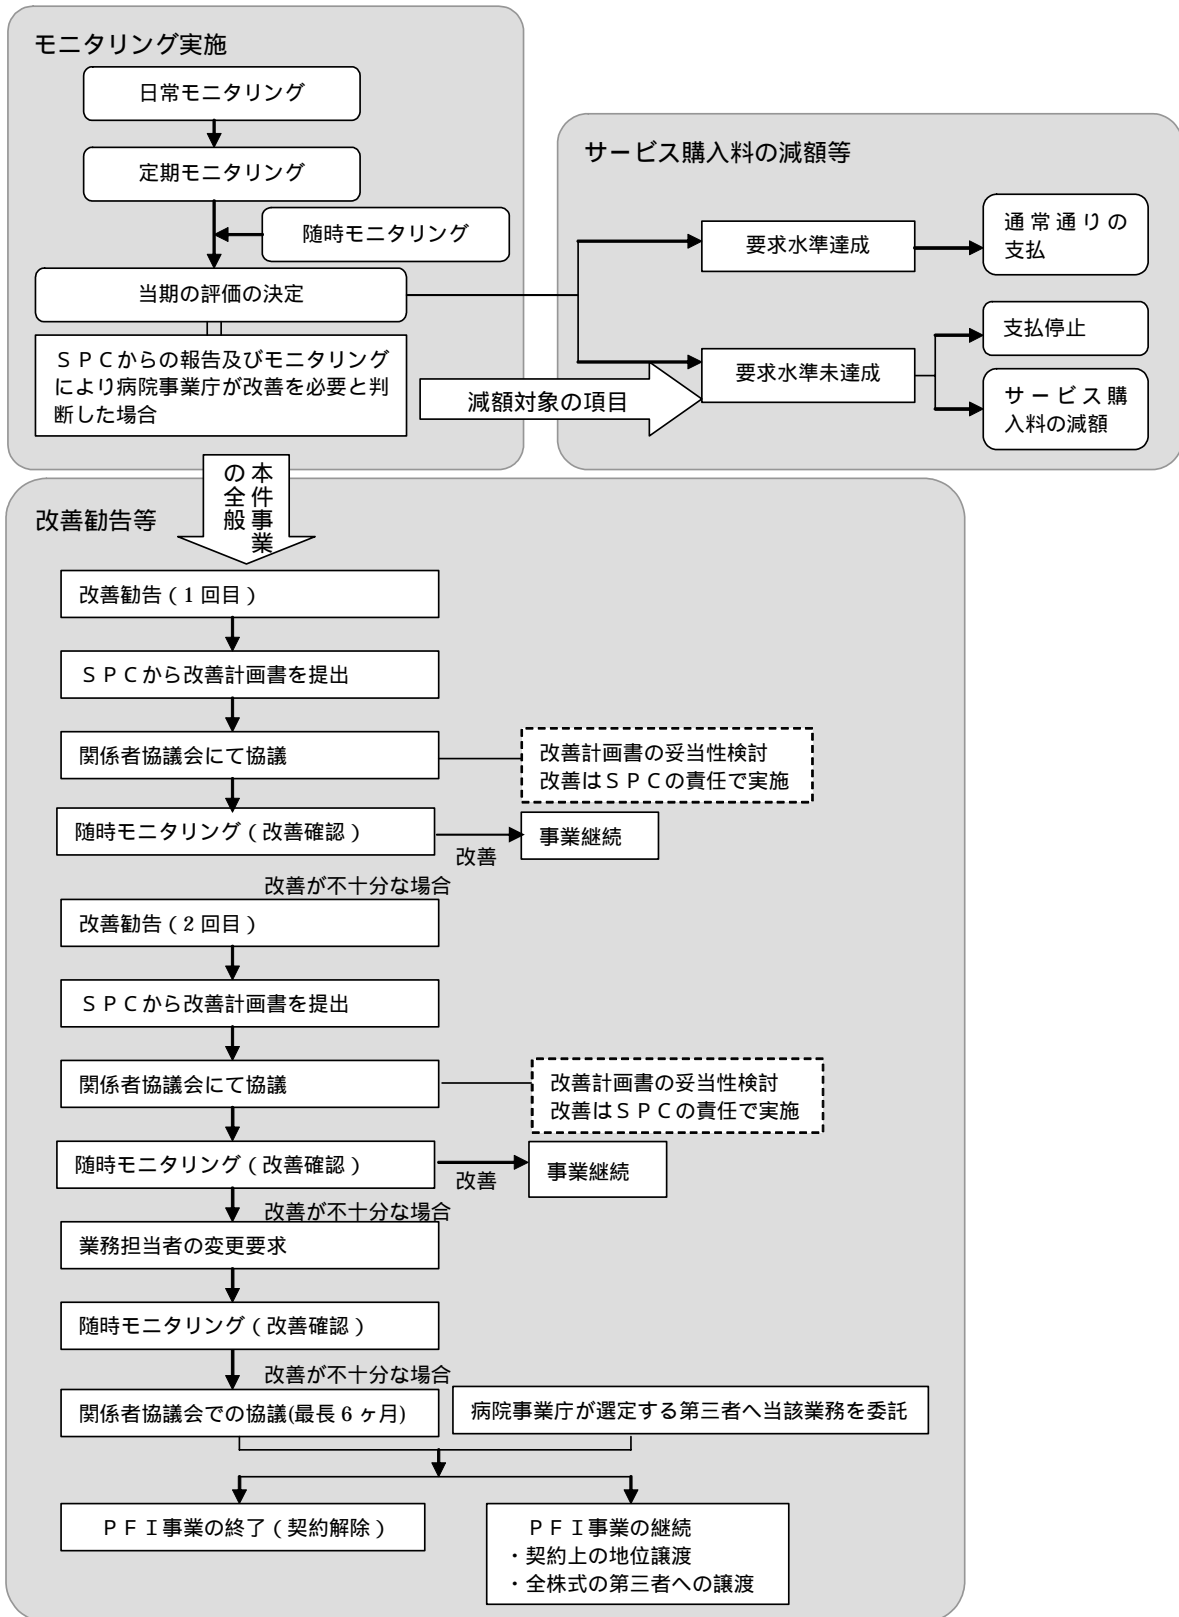 モニタリング実施
日常モニタリング
定期モニタリング
随時モニタリング
当期の評価の決定
ＳＰＣからの報告及びモニタリング
により病院事業庁が改善を必要と判
断した場合
サービス購入料の減額等
要求水準達成
通常通りの
支払
要求水準未達成
支払停止
サービス購
入料の減額
減額対象の項目
本件事業
の全般
改善勧告等
改善勧告（1回目）
ＳＰＣから改善計画書を提出
関係者協議会にて協議
改善計画書の妥当性検討
改善はＳＰＣの責任で実施
随時モニタリング（改善確認）
改善
事業継続
改善が不十分な場合
改善勧告（2回目）
ＳＰＣから改善計画書を提出
関係者協議会にて協議
改善計画書の妥当性検討
改善はＳＰＣの責任で実施
随時モニタリング（改善確認）
改善
事業継続
改善が不十分な場合
業務担当者の変更要求
随時モニタリング（改善確認）
改善が不十分な場合
関係者協議会での協議(最長6ヶ月)
病院事業庁が選定する第三者へ当該業務を委託
ＰＦＩ事業の終了（契約解除）
ＰＦＩ事業の継続
・契約上の地位譲渡
・全株式の第三者への譲渡